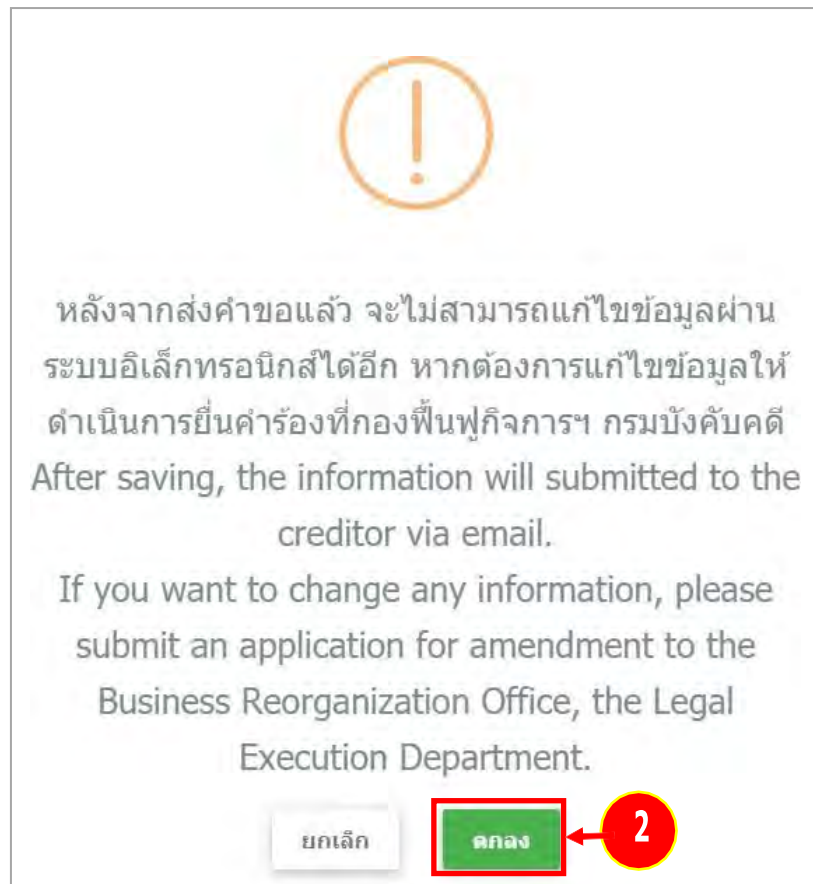 หลังจากส่งคำขอแล้ว จะไม่สามารถแก้ไขข้อมูลผ่าน
ระบบอิเล็กทรอนิกส์ได้อีก หากต้องการแก้ไขข้อมูลให้
ดำเนินการยื่นคำร้องที่กองฟื้นฟูกิจการฯ กรมบังคับคดี
After saving, the information will submitted to the
creditor via email.
If you want to change any information, please
submit an application for amendment to the
Business Reorganization Office, the Legal
Execution Department.
ยกเลิก ตกลง 2